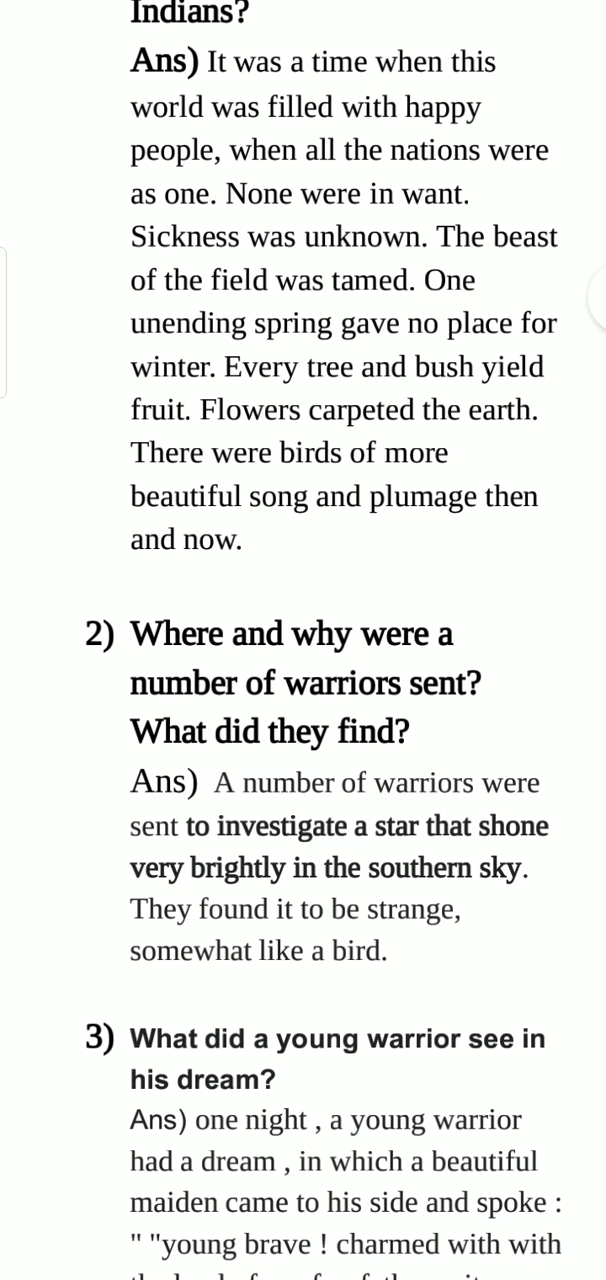 Indians?
Ans) It was a time when this
world was filled with happy
people, when all the nations were
as one. None were in want.
Sickness was unknown. The beast
of the field was tamed. One
unending spring gave no place for
winter. Every tree and bush yield
fruit. Flowers carpeted the earth.
There were birds of more
beautiful song and plumage then
and now.
2) Where and why were a
number of warriors sent?
What did they find?
Ans) A number of warriors were
sent to investigate a star that shone
very brightly in the southern sky.
They found it to be strange,
somewhat like a bird.
3) What did a young warrior see in
his dream?
Ans) one night , a young warrior
had a dream , in which a beautiful
maiden came to his side and spoke :
" "young brave ! charmed with with